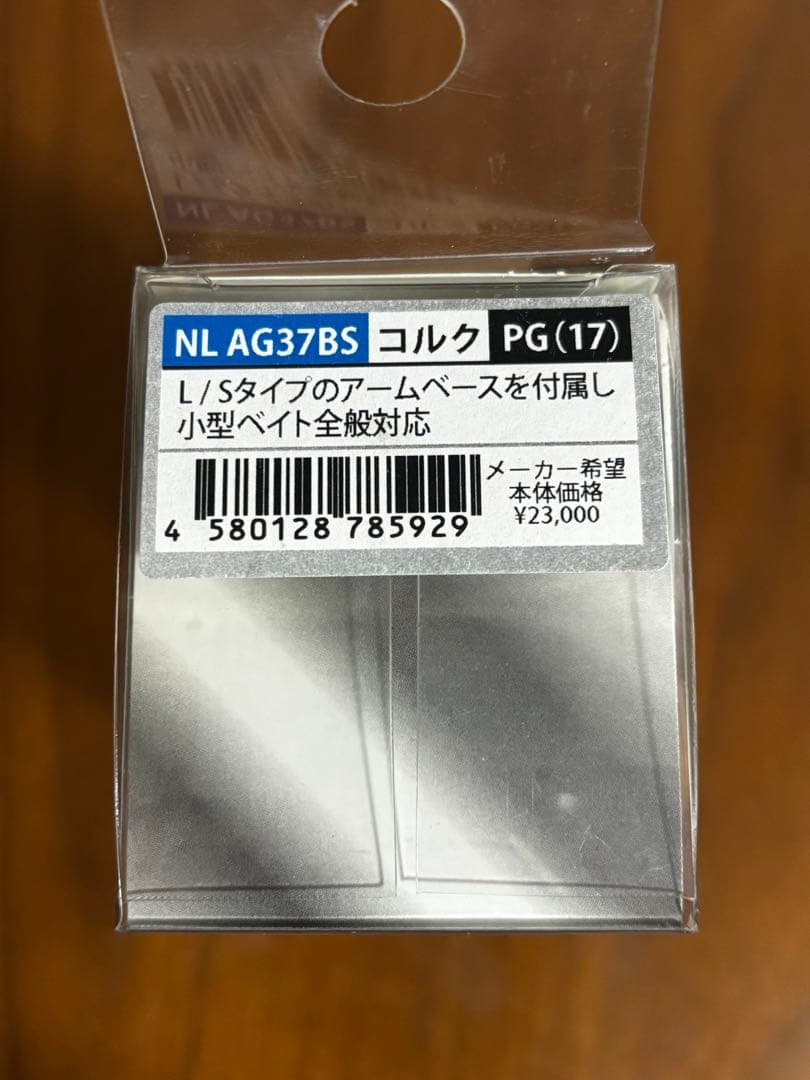 NL AG37BS コルク PG(17)
L / Sタイプのアームベースを付属し
小型ベイト全般対応
メーカー希望
本体価格
¥23,000
4 580128 785929